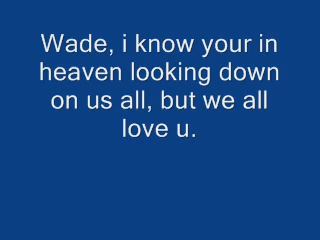 Wade, i know your in
heaven looking down
on us all, but we all
love u.